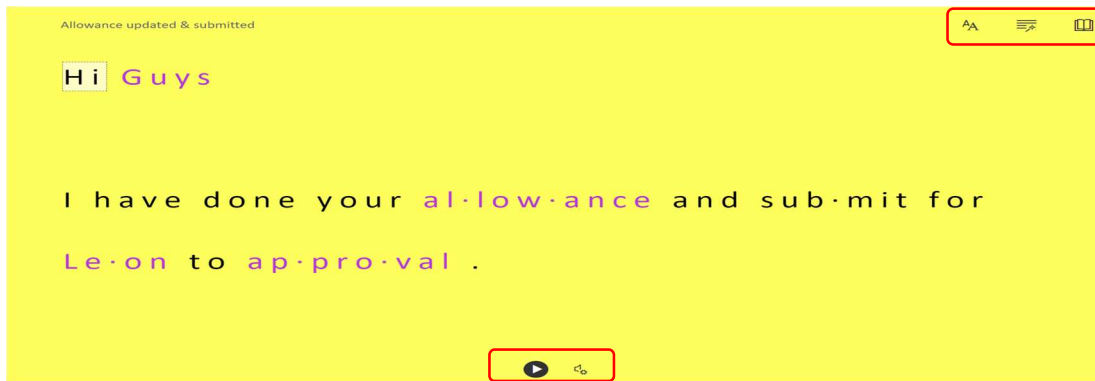 Allowance updated & submitted
Hi Guys
I have done your al·low·ance and sub·mit for
Le·on to ap·pro·val .